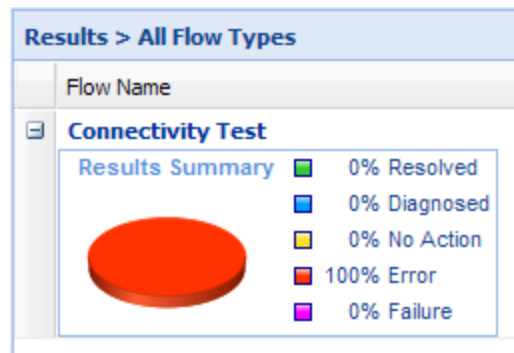 Results > All Flow Types
Flow Name
Connectivity Test
Results Summary
0% Resolved
0% Diagnosed
0% No Action
100% Error
0% Failure